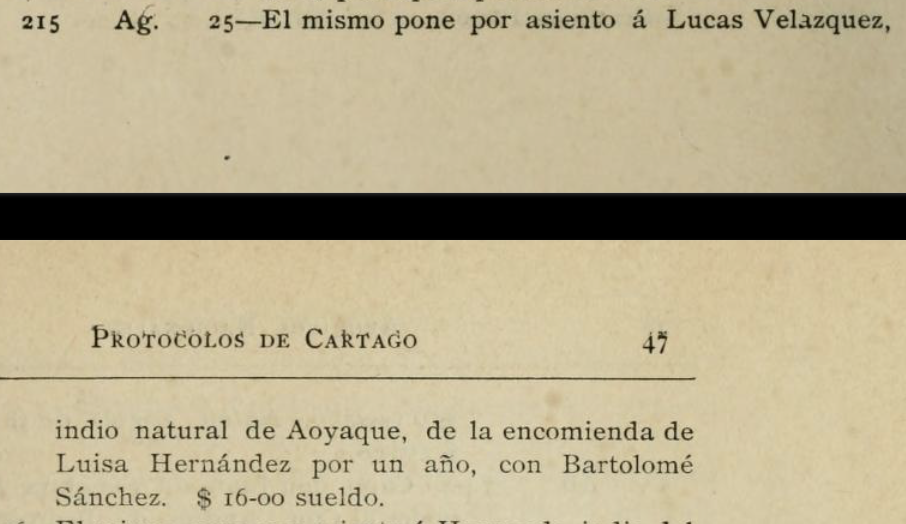 215 Ag. 25—El mismo pone por asiento á Lucas Velazquez,
PROTOCOLOS DE CARTAGO 47
indio natural de Aoyaque, de la encomienda de
Luisa Hernández por un año, con Bartolomé
Sánchez. $ 16-00 sueldo.